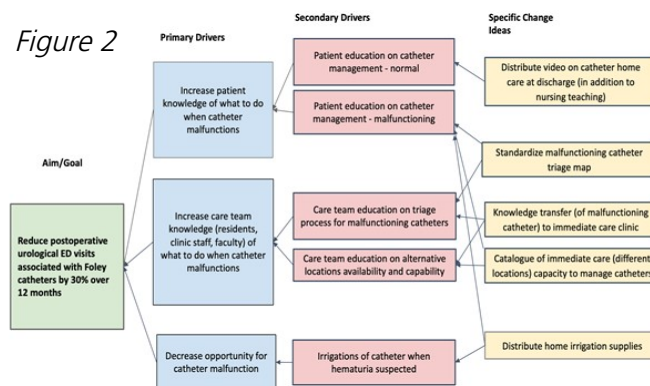 Figure 2
Primary Drivers
Secondary Drivers
Specific Change
Ideas
Aim/Goal
Reduce postoperative
urological ED visits
associated with Foley
catheters by 30% over
12 months
Increase patient
knowledge of what to do
when catheter
malfunctions
Increase care team
knowledge (residents,
clinic staff, faculty) of
what to do when catheter
malfunctions
Decrease opportunity for
catheter malfunction
Patient education on catheter
management - normal
Patient education on catheter
management - malfunctioning
Care team education on triage
process for malfunctioning catheters
Care team education on alternative
locations availability and capability
Irrigations of catheter when
hematuria suspected
Distribute video on catheter home
care at discharge (in addition to
nursing teaching)
Standardize malfunctioning catheter
triage map
Knowledge transfer (of malfunctioning
catheter) to immediate care clinic
Catalogue of immediate care (different
locations) capacity to manage catheters
Distribute home irrigation supplies